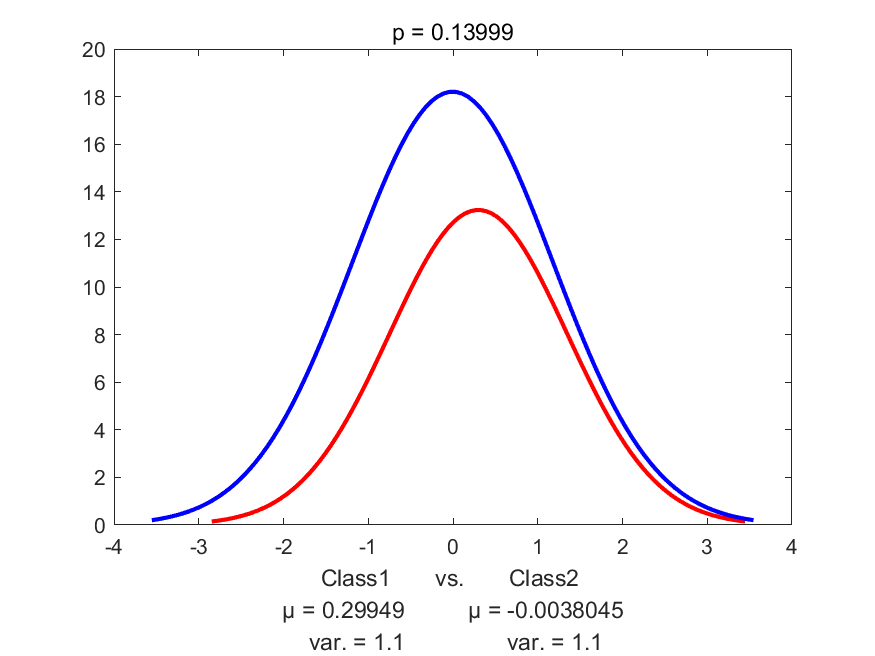 p = 0.13999
20
18
16
14
12
10
8
6
4
2
0
-4 -3 -2 -1 0 1 2 3 4
Class1 vs. Class2
μ = 0.29949 μ = -0.0038045
var. = 1.1 var. = 1.1